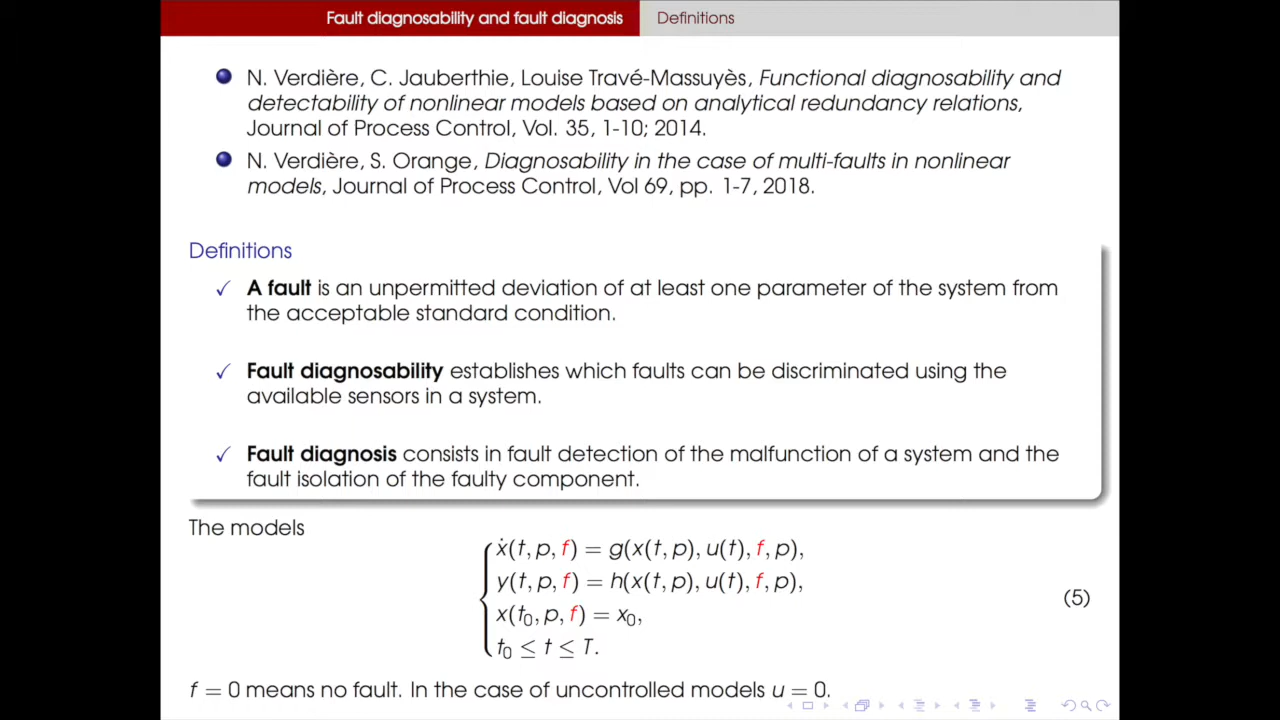 Fault diagnosability and fault diagnosis Definitions
N. Verdière, C. Jauberthie, Louise Travé-Massuyès, Functional diagnosability and
detectability of nonlinear models based on analytical redundancy relations,
Journal of Process Control, Vol. 35, 1-10; 2014.
N. Verdière, S. Orange, Diagnosability in the case of multi-faults in nonlinear
models, Journal of Process Control, Vol 69, pp. 1-7, 2018.
Definitions
✓ A fault is an unpermitted deviation of at least one parameter of the system from
the acceptable standard condition.
✓ Fault diagnosability establishes which faults can be discriminated using the
available sensors in a system.
✓ Fault diagnosis consists in fault detection of the malfunction of a system and the
fault isolation of the faulty component.
The models
ẋ(t, p, f) = g(x(t, p), u(t), f, p),
y(t, p, f) = h(x(t, p), u(t), f, p),
x(t₀, p, f) = x₀,
t₀ ≤ t ≤ T.
(5)
f = 0 means no fault. In the case of uncontrolled models u = 0.